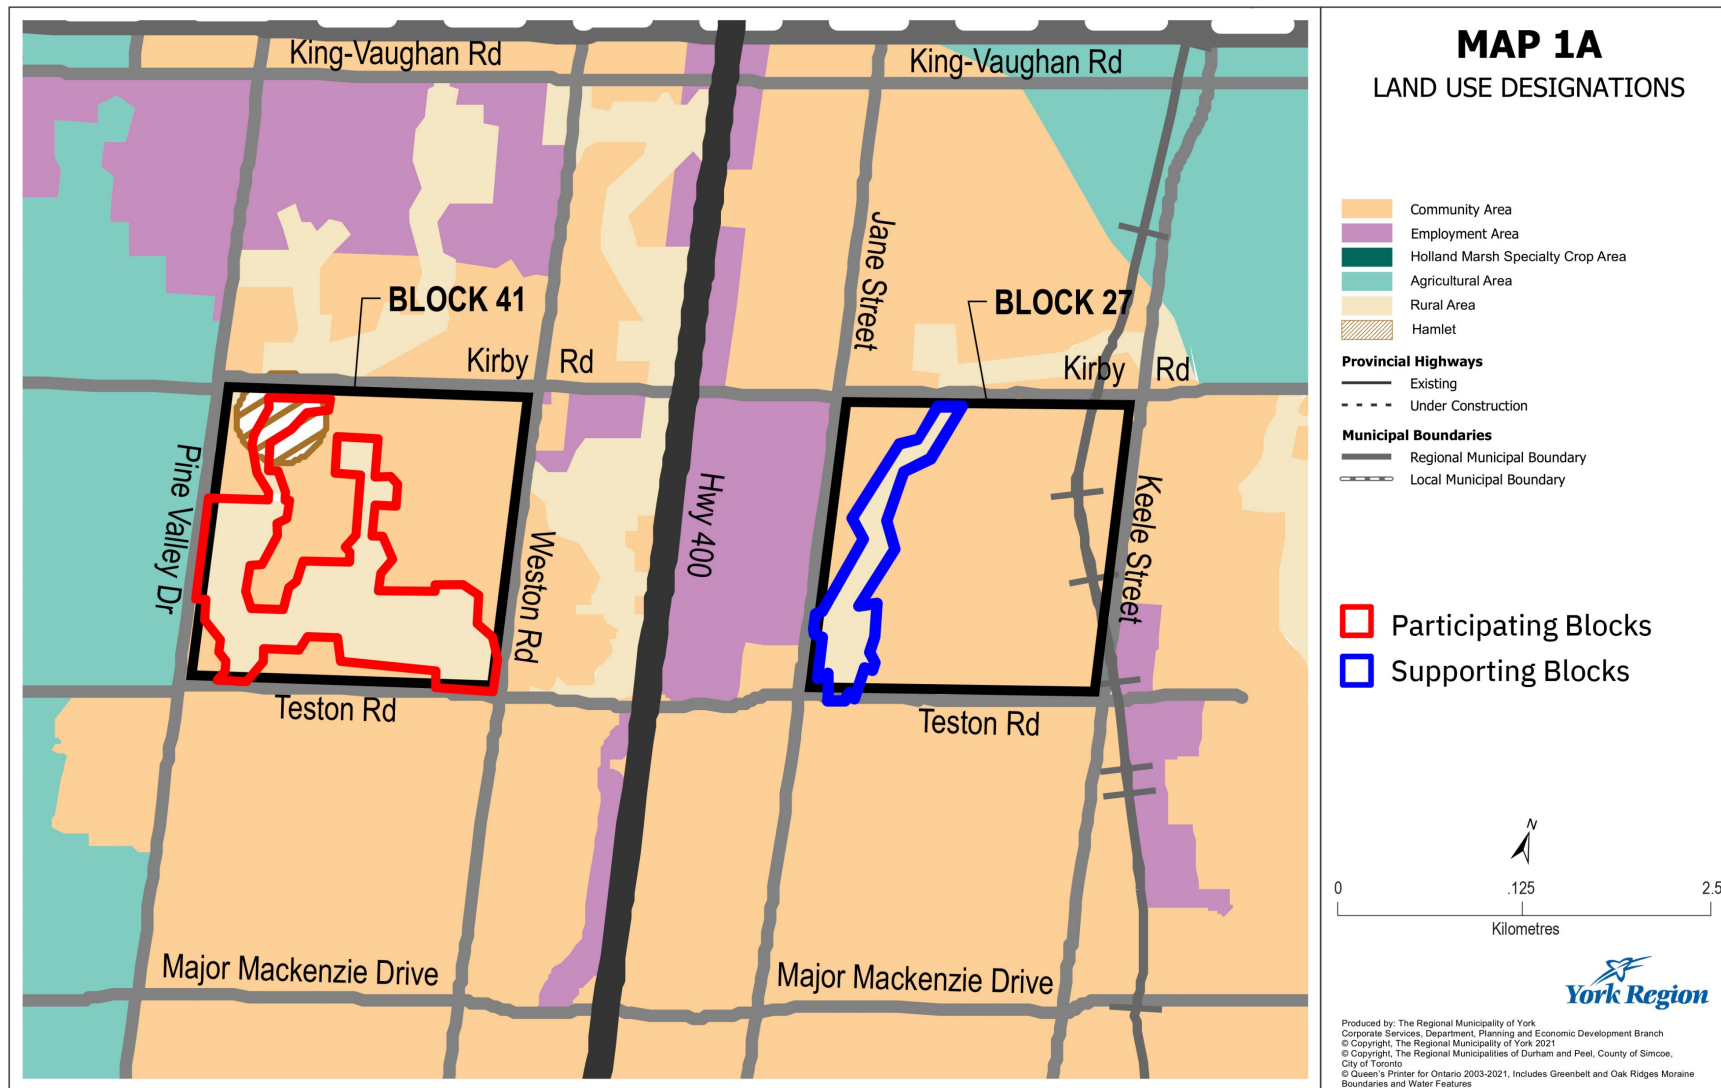 MAP 1A
LAND USE DESIGNATIONS
King-Vaughan Rd
King-Vaughan Rd
Jane Street
BLOCK 41
BLOCK 27
Kirby Rd
Kirby Rd
Pine Valley Dr
Weston Rd
Hwy 400
Keele Street
Teston Rd
Teston Rd
Major Mackenzie Drive
Major Mackenzie Drive
Community Area
Employment Area
Holland Marsh Specialty Crop Area
Agricultural Area
Rural Area
Hamlet
Provincial Highways
Existing
Under Construction
Municipal Boundaries
Regional Municipal Boundary
Local Municipal Boundary
Participating Blocks
Supporting Blocks
N
0 .125 2.5
Kilometres
York Region
Produced by: The Regional Municipality of York
Corporate Services, Department, Planning and Economic Development Branch
© Copyright, The Regional Municipality of York 2021
© Copyright, The Regional Municipalities of Durham and Peel, County of Simcoe,
City of Toronto
© Queen's Printer for Ontario 2003-2021, Includes Greenbelt and Oak Ridges Moraine
Boundaries and Water Features